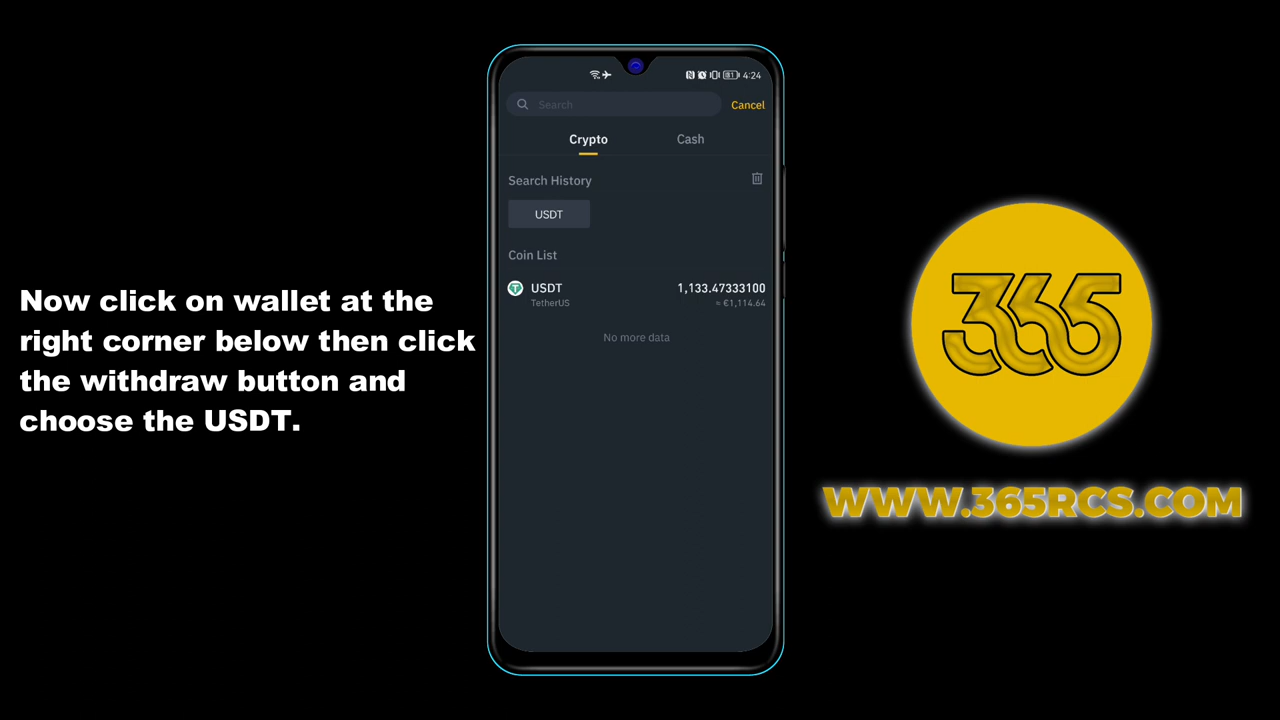 Now click on wallet at the
right corner below then click
the withdraw button and
choose the USDT.
4:24
Search
Cancel
Crypto
Cash
Search History
USDT
Coin List
USDT
1,133.47333100
TetherUS
≈ €1,114.64
No more data
365
WWW.365RCS.COM